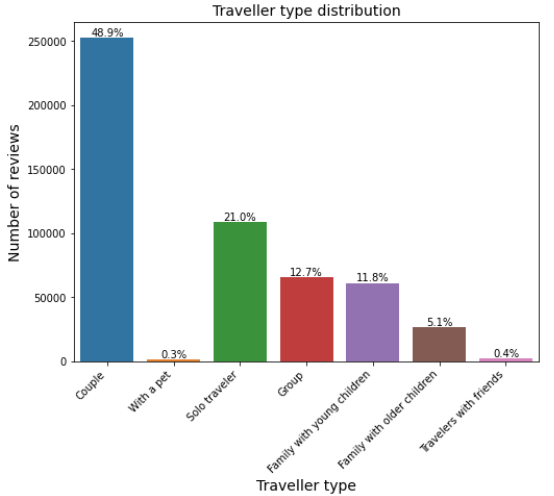 Traveller type distribution
Number of reviews
250000
200000
150000
100000
50000
0
48.9%
0.3%
21.0%
12.7%
11.8%
5.1%
0.4%
Couple
With a pet
Solo traveler
Group
Family with young children
Family with older children
Travelers with friends
Traveller type